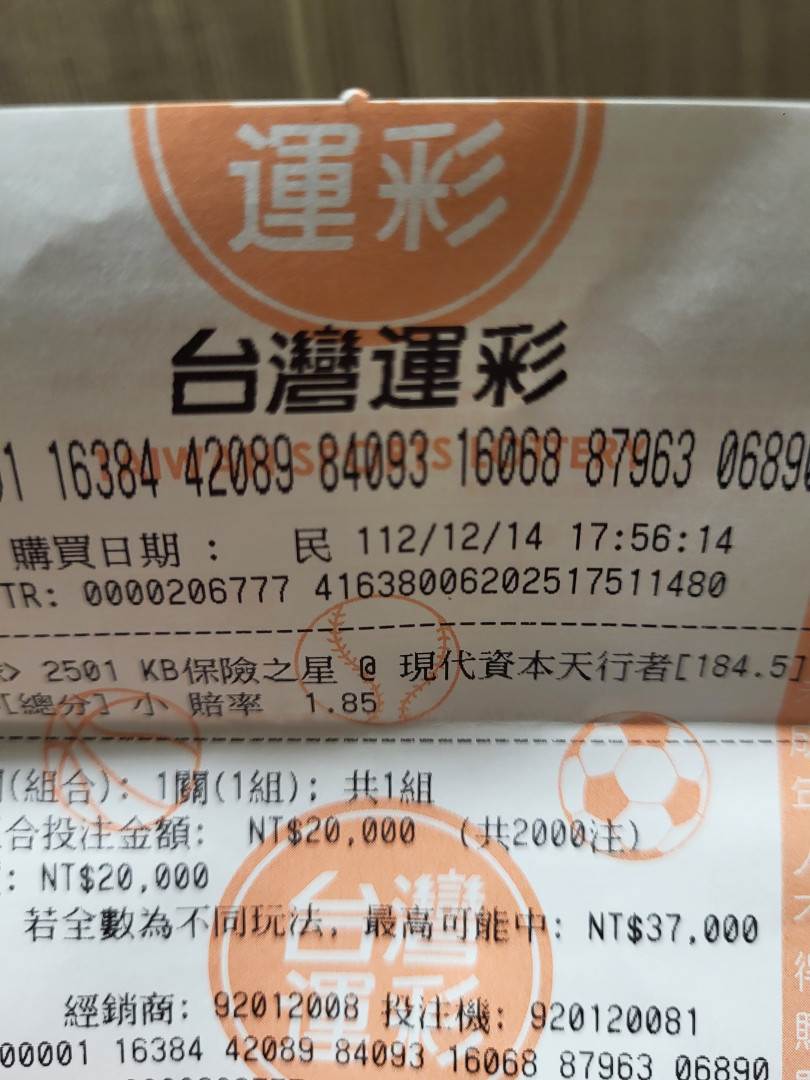 運彩
台灣運彩
TAIWAN SPORTS LOTTERY
01 16384 42089 84093 16068 87963 06890
購買日期： 民 112/12/14 17:56:14
TR: 0000206777 41638006202517511480
2501 KB保險之星 @ 現代資本天行者[184.5]
[總分] 小 賠率 1.85
(組合): 1關(1組); 共1組
合投注金額: NT$20,000 (共2000注)
: NT$20,000
若全數為不同玩法, 最高可能中: NT$37,000
台灣
運彩
經銷商: 92012008 投注機: 920120081
00001 16384 42089 84093 16068 87963 06890